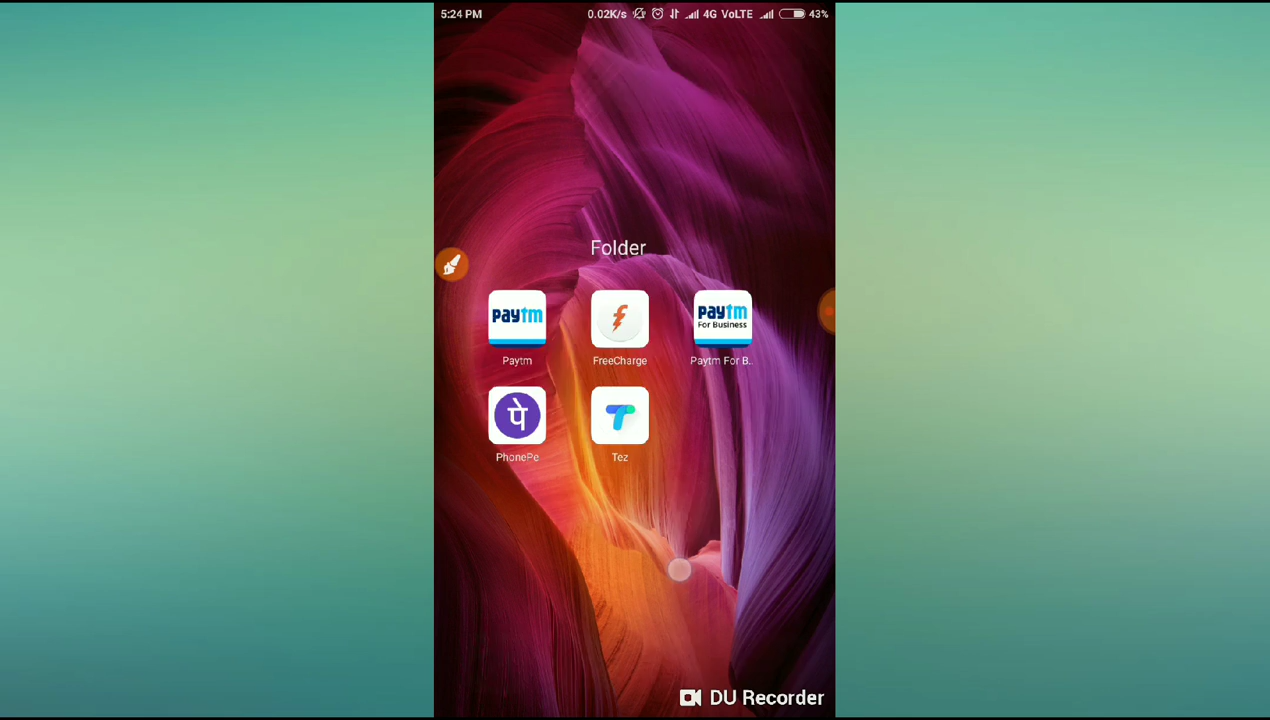 5:24 PM 0.02K/s 4G VoLTE 43%
Folder
paytm
paytm
For Business
Paytm FreeCharge Paytm For B..
पे
PhonePe Tez
DU Recorder